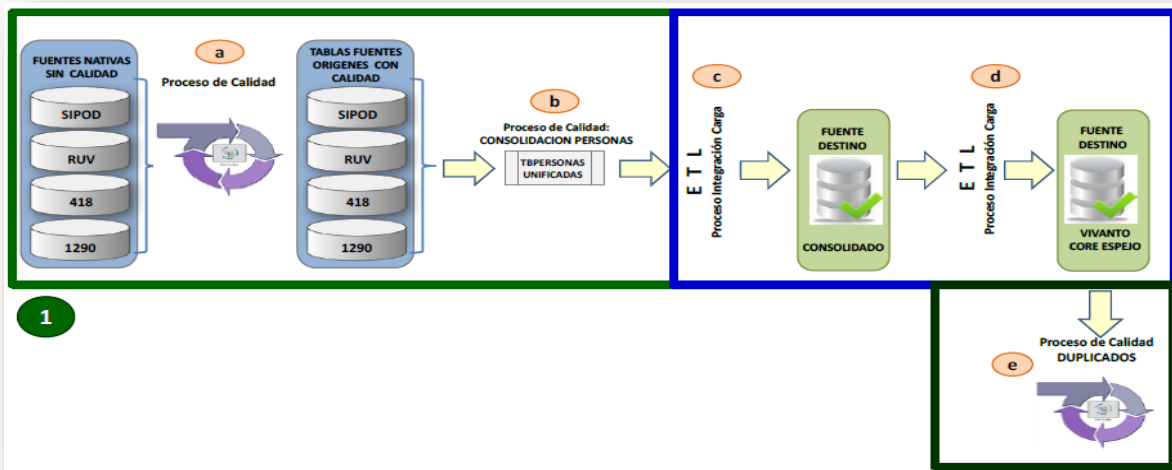 FUENTES NATIVAS
SIN CALIDAD
SIPOD
RUV
418
1290
a
Proceso de Calidad
TABLAS FUENTES
ORIGENES CON
CALIDAD
SIPOD
RUV
418
1290
b
Proceso de Calidad:
CONSOLIDACION PERSONAS
TBPERSONAS
UNIFICADAS
c
E T L
Proceso Integración Carga
FUENTE
DESTINO
CONSOLIDADO
d
E T L
Proceso Integración Carga
FUENTE
DESTINO
VIVANTO
CORE ESPEJO
1
Proceso de Calidad
DUPLICADOS
e